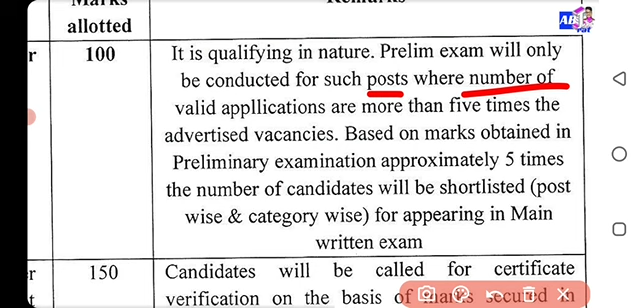 allotted
Remarks
100
It is qualifying in nature. Prelim exam will only
be conducted for such posts where number of
valid appllications are more than five times the
advertised vacancies. Based on marks obtained in
Preliminary examination approximately 5 times
the number of candidates will be shortlisted (post
wise & category wise) for appearing in Main
written exam
150
Candidates will be called for certificate
verification on the basis of marks secured in